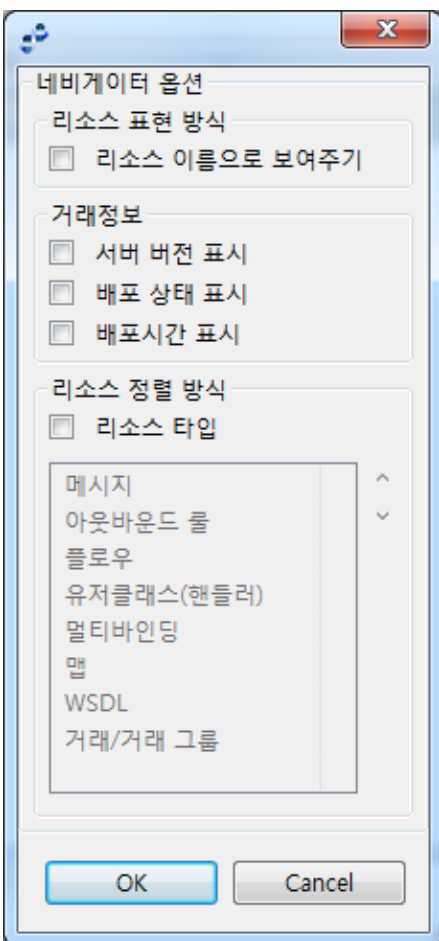 네비게이터 옵션
리소스 표현 방식
리소스 이름으로 보여주기
거래정보
서버 버전 표시
배포 상태 표시
배포시간 표시
리소스 정렬 방식
리소스 타입
메시지
아웃바운드 룰
플로우
유저클래스(핸들러)
멀티바인딩
맵
WSDL
거래/거래 그룹
OK
Cancel